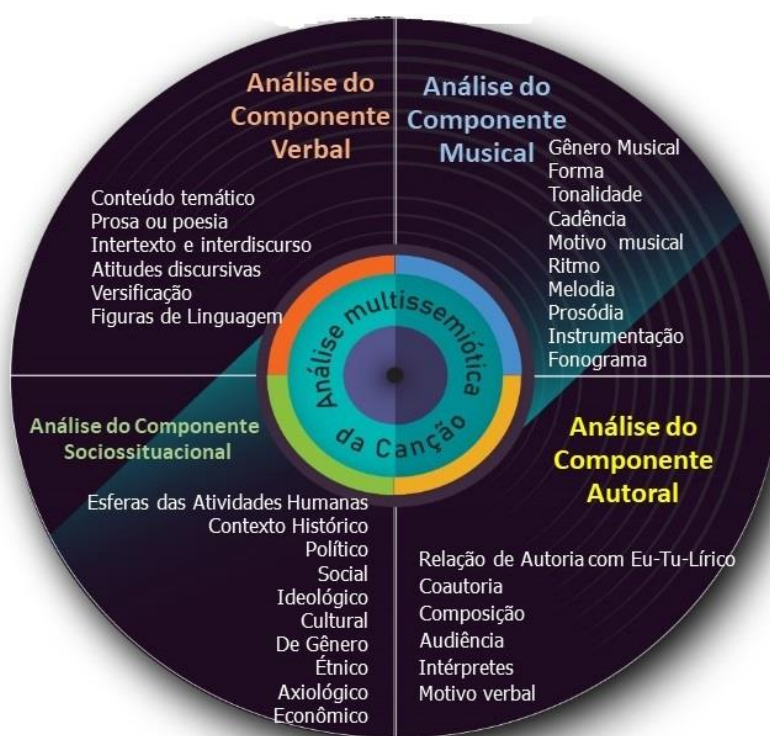 Análise do
Componente
Verbal
Conteúdo temático
Prosa ou poesia
Intertexto e interdiscurso
Atitudes discursivas
Versificação
Figuras de Linguagem
Análise do
Componente
Musical
Gênero Musical
Forma
Tonalidade
Cadência
Motivo musical
Ritmo
Melodia
Prosódia
Instrumentação
Fonograma
Análise multissemiótica
da Canção
Análise do Componente
Sociossituacional
Esferas das Atividades Humanas
Contexto Histórico
Político
Social
Ideológico
Cultural
De Gênero
Étnico
Axiológico
Econômico
Análise do
Componente
Autoral
Relação de Autoria com Eu-Tu-Lírico
Coautoria
Composição
Audiência
Intérpretes
Motivo verbal